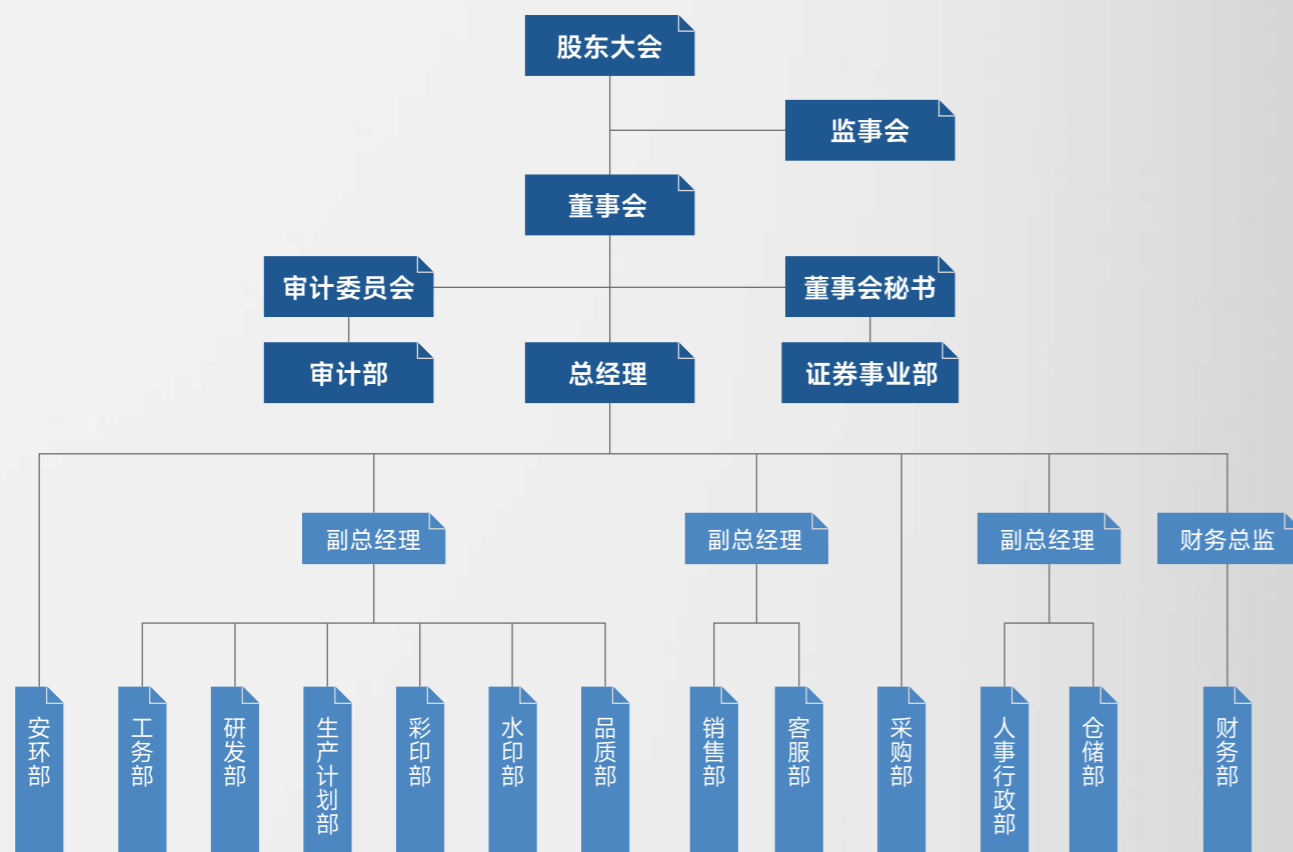 股东大会
监事会
董事会
审计委员会
董事会秘书
审计部
总经理
证券事业部
副总经理
副总经理
副总经理
财务总监
安环部
工务部
研发部
生产计划部
彩印部
水印部
品质部
销售部
客服部
采购部
人事行政部
仓储部
财务部